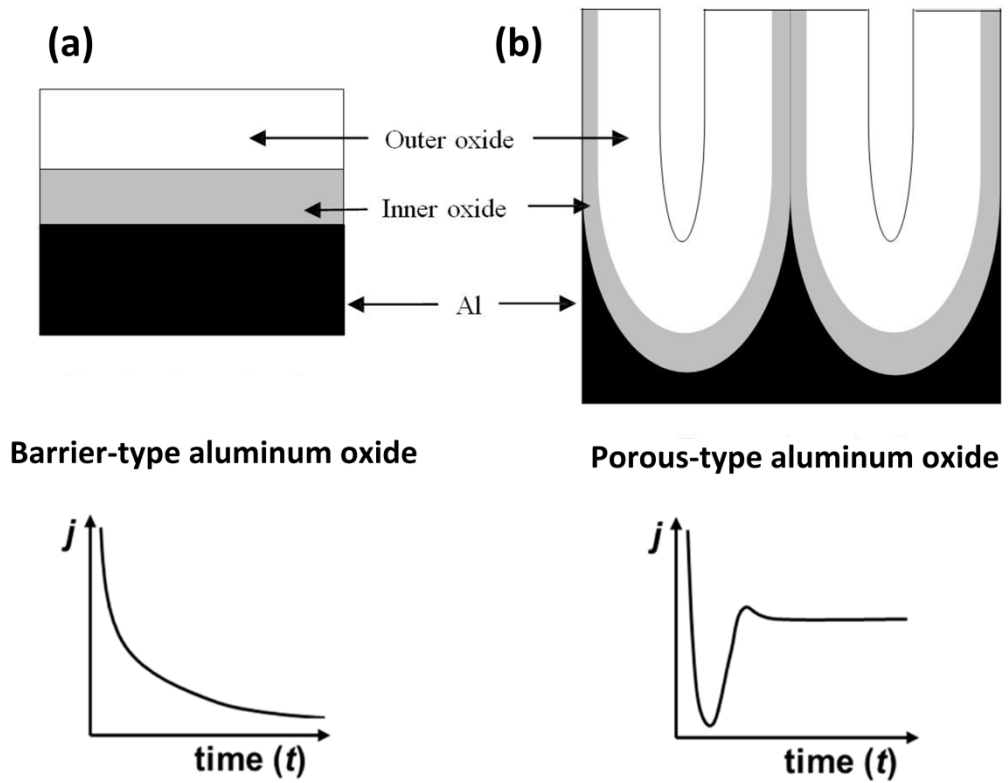 (a)
(b)
Outer oxide
Inner oxide
Al
Barrier-type aluminum oxide
Porous-type aluminum oxide
j
j
time (t)
time (t)